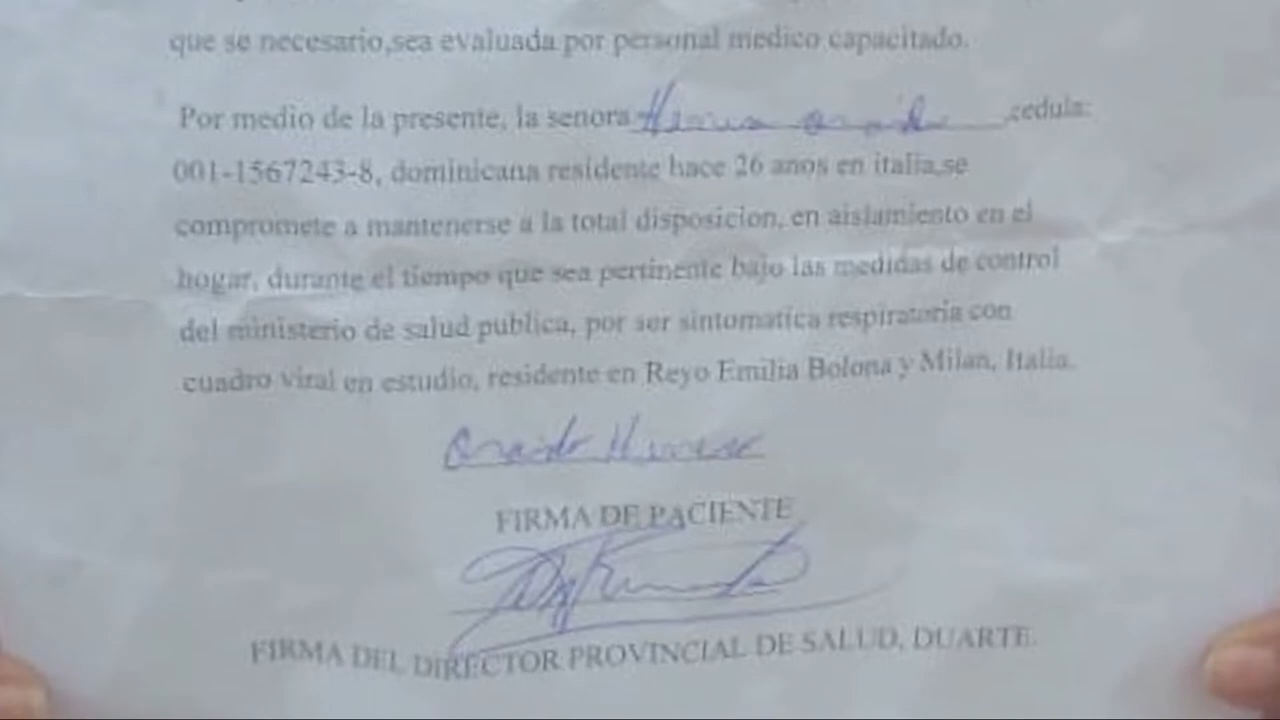 que se necesario,sea evaluada por personal medico capacitado.
Por medio de la presente, la senora cedula:
001-1567243-8, dominicana residente hace 26 anos en italia,se
compromete a mantenerse a la total disposicion, en aislamiento en el
hogar, durante el tiempo que sea pertinente bajo las medidas de control
del ministerio de salud publica, por ser sintomatica respiratoria con
cuadro viral en estudio, residente en Reyo Emilia Bolona y Milan, Italia.
FIRMA DE PACIENTE
FIRMA DEL DIRECTOR PROVINCIAL DE SALUD, DUARTE.